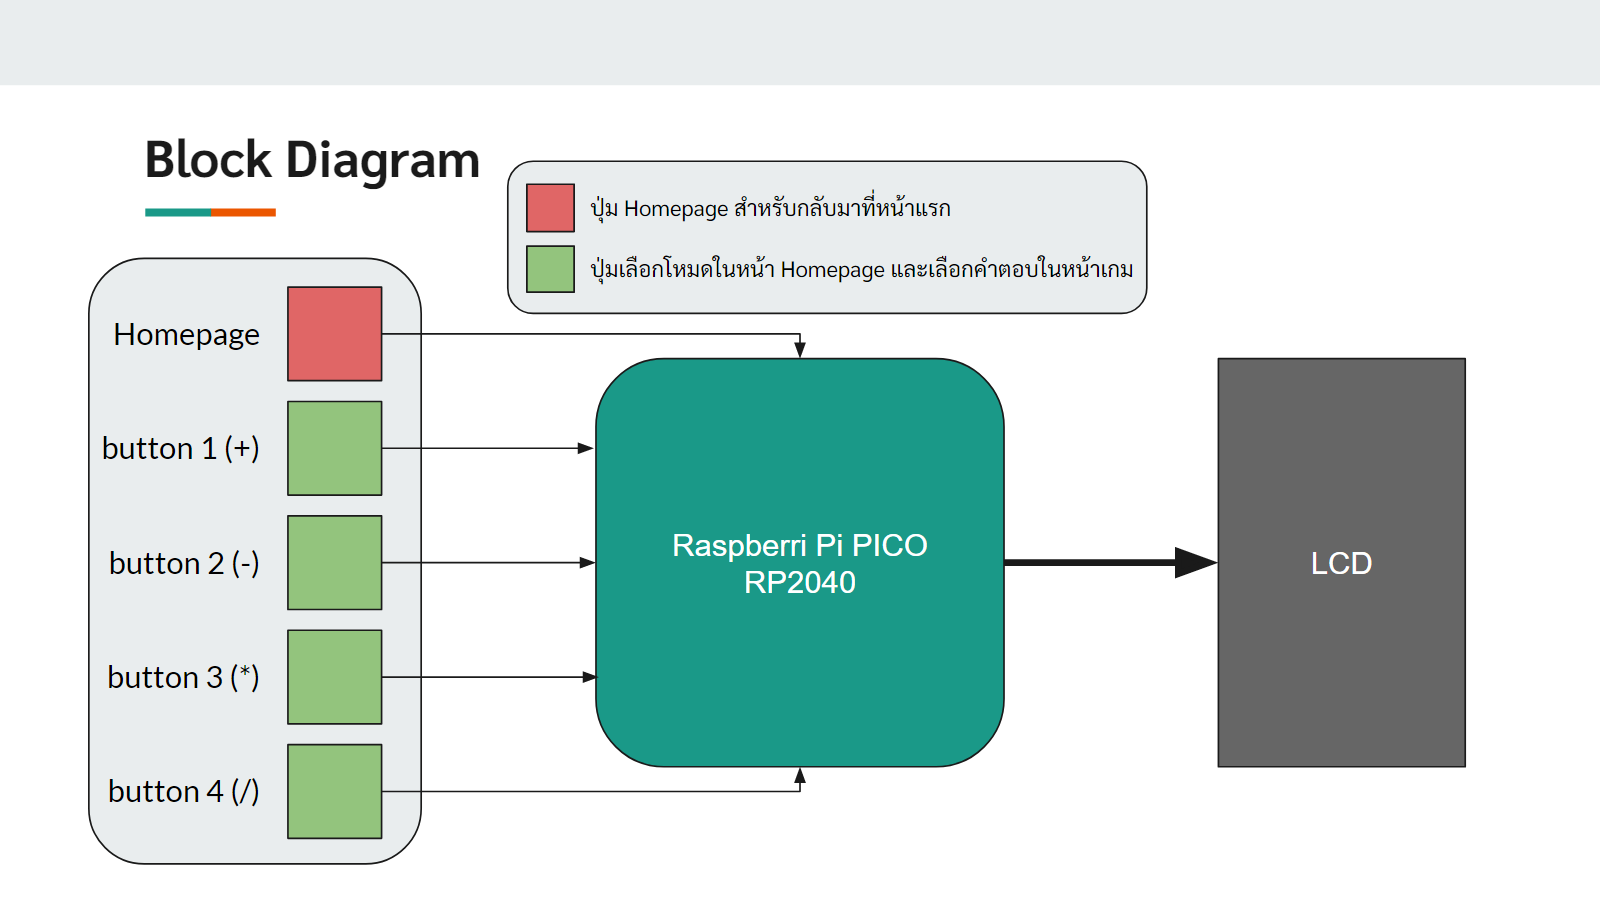 Block Diagram
ปุ่ม Homepage สำหรับกลับมาที่หน้าแรก
ปุ่มเลือกโหมดในหน้า Homepage และเลือกคำตอบในหน้าเกม
Homepage
button 1 (+)
button 2 (-)
button 3 (*)
button 4 (/)
Raspberri Pi PICO
RP2040
LCD